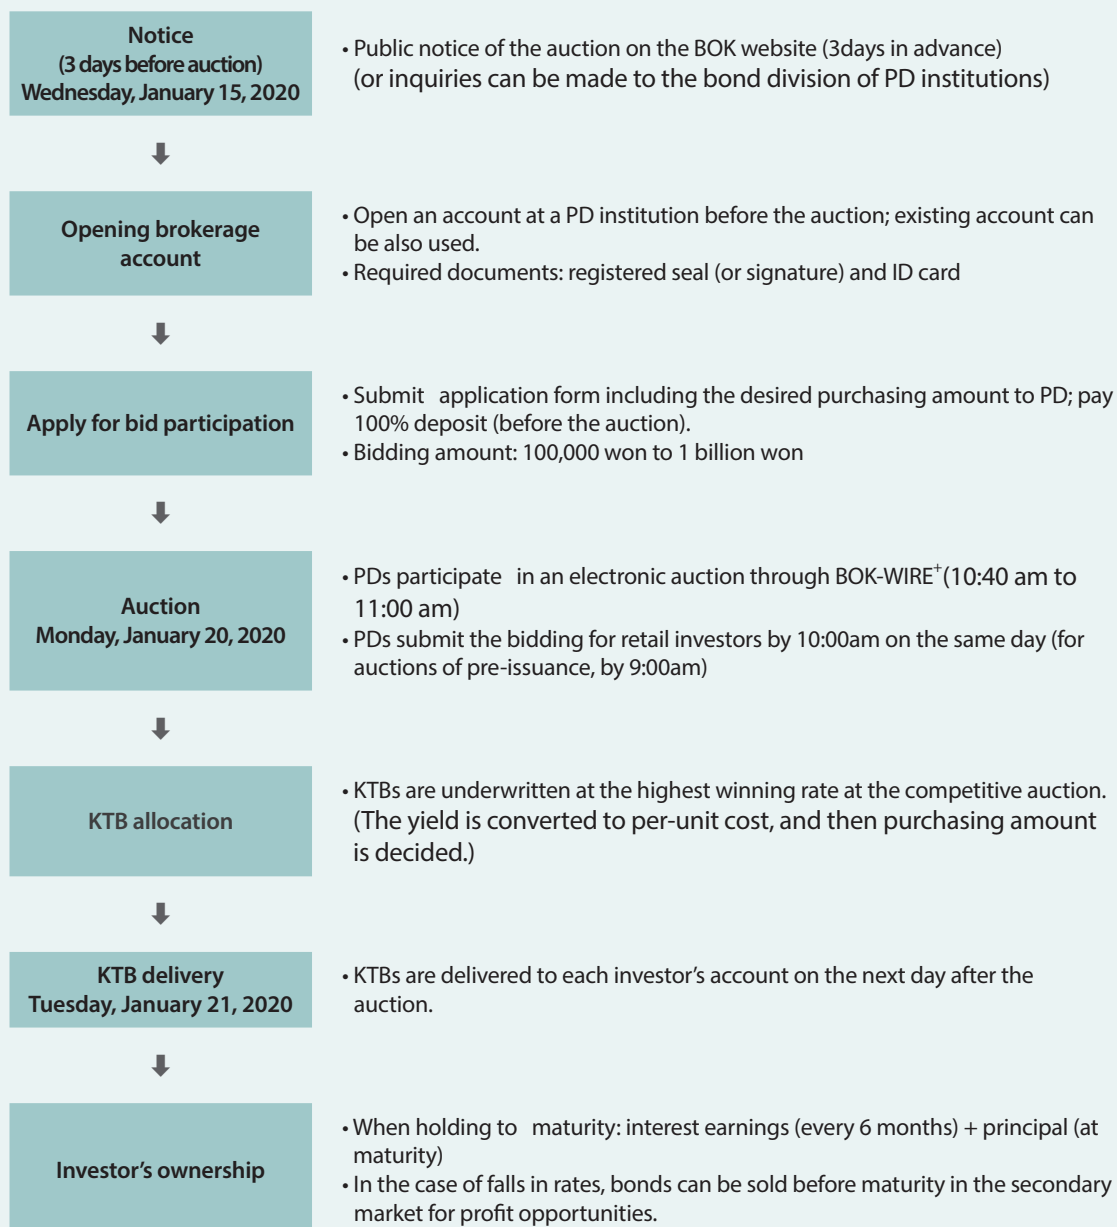 Notice
(3 days before auction)
Wednesday, January 15, 2020
• Public notice of the auction on the BOK website (3days in advance)
(or inquiries can be made to the bond division of PD institutions)
Opening brokerage
account
• Open an account at a PD institution before the auction; existing account can
be also used.
• Required documents: registered seal (or signature) and ID card
Apply for bid participation
• Submit application form including the desired purchasing amount to PD; pay
100% deposit (before the auction).
• Bidding amount: 100,000 won to 1 billion won
Auction
Monday, January 20, 2020
• PDs participate in an electronic auction through BOK-WIRE+(10:40 am to
11:00 am)
• PDs submit the bidding for retail investors by 10:00am on the same day (for
auctions of pre-issuance, by 9:00am)
KTB allocation
• KTBs are underwritten at the highest winning rate at the competitive auction.
(The yield is converted to per-unit cost, and then purchasing amount
is decided.)
KTB delivery
Tuesday, January 21, 2020
• KTBs are delivered to each investor's account on the next day after the
auction.
Investor's ownership
• When holding to maturity: interest earnings (every 6 months) + principal (at
maturity)
• In the case of falls in rates, bonds can be sold before maturity in the secondary
market for profit opportunities.